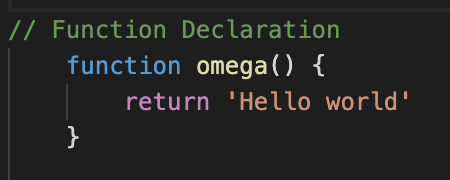 // Function Declaration
function omega() {
return 'Hello world'
}